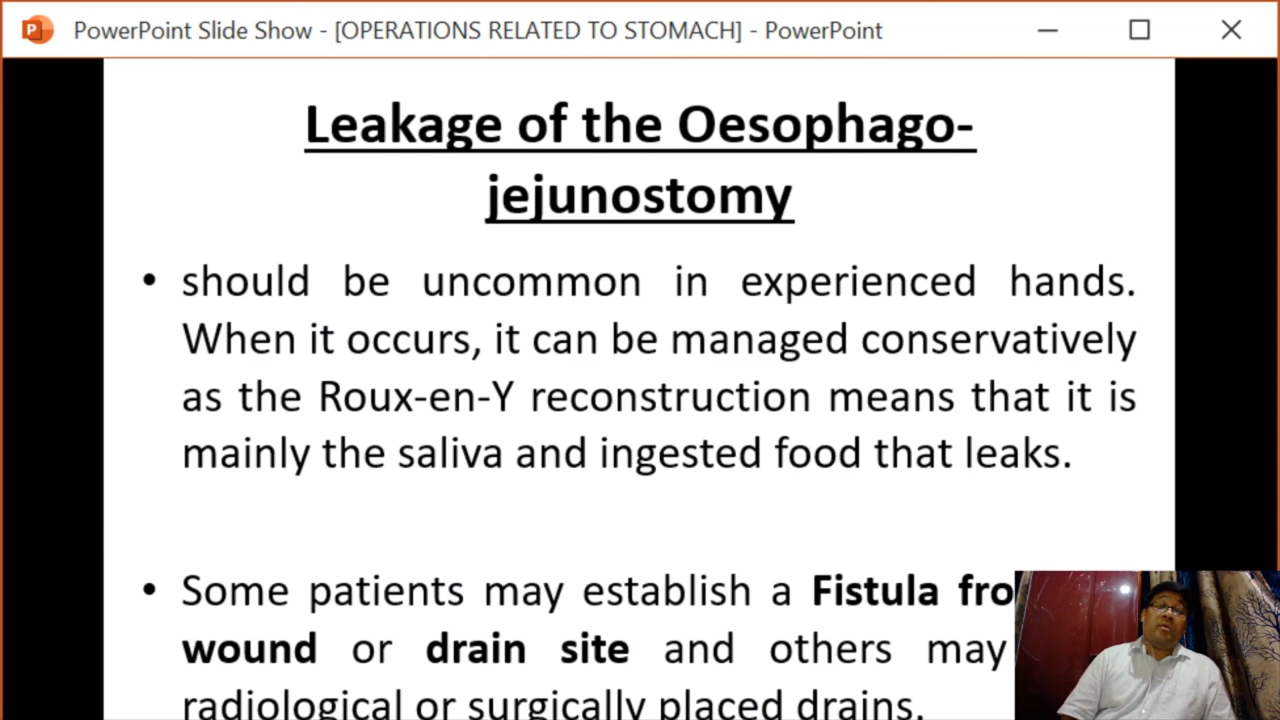 PowerPoint Slide Show - [OPERATIONS RELATED TO STOMACH] - PowerPoint
Leakage of the Oesophago-
jejunostomy
• should be uncommon in experienced hands.
When it occurs, it can be managed conservatively
as the Roux-en-Y reconstruction means that it is
mainly the saliva and ingested food that leaks.
• Some patients may establish a Fistula fro
wound or drain site and others may
radiological or surgically placed drains.